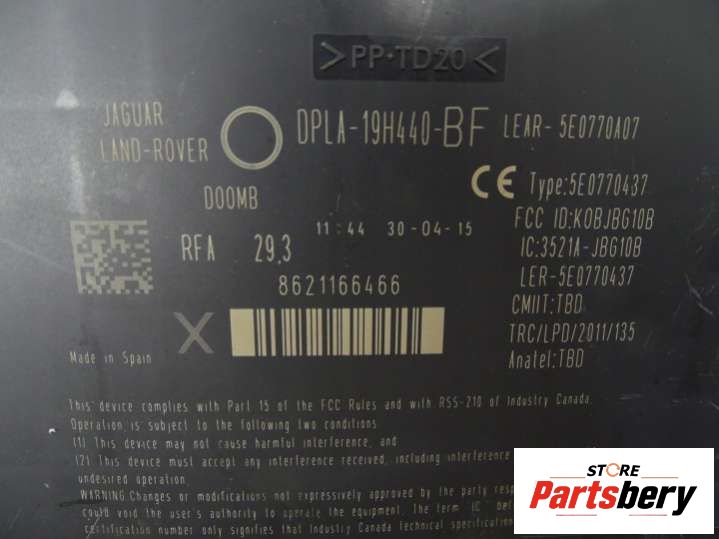 >PP-TD20<
JAGUAR
LAND-ROVER
DPLA-19H440-BF
LEAR-5E0770A07
D00MB
Type:5E0770437
11:44 30-04-15
FCC ID:KOBJBG10B
RFA 29,3
IC:3521A-JBG10B
8621166466
LER-5E0770437
CMIIT:TBD
X
TRC/LPD/2011/135
Made in Spain
Anatel:TBD
This device complies with Part 15 of the FCC Rules and with RSS-210 of Industry Canada.
Operation is subject to the following two conditions:
(1) This device may not cause harmful interference, and
(2) This device must accept any interference received, including interference
undesired operation.
WARNING:Changes or modifications not expressively approved by the party resp
could void the user's authority to operate the equipment. The term IC
certification number only signifies that Industry Canada technical
STORE
Partsbery